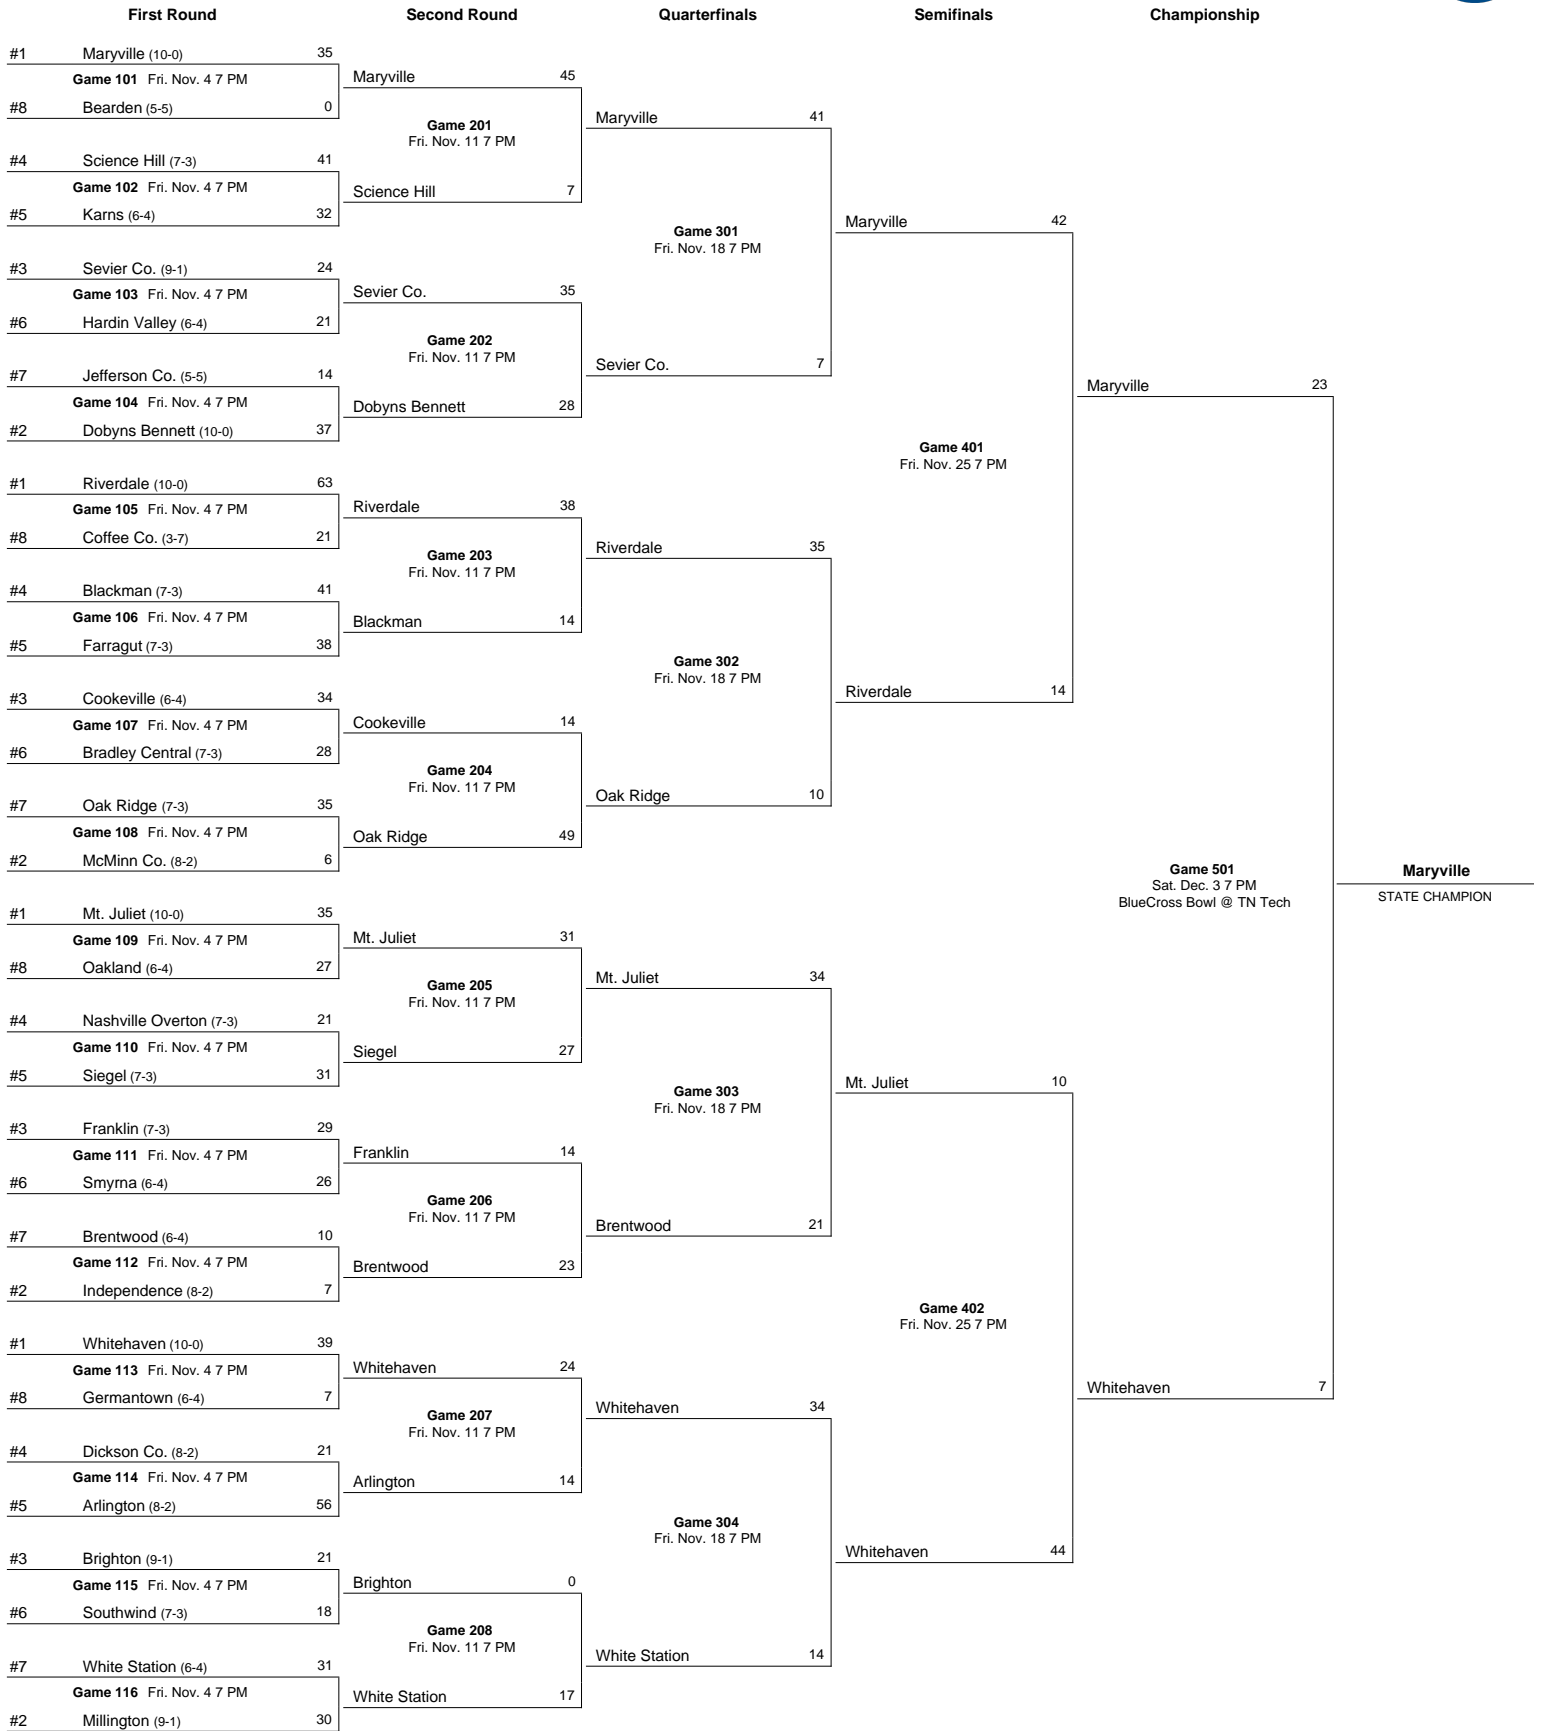 First Round Second Round Quarterfinals Semifinals Championship
#1 Maryville (10-0) 35
Game 101 Fri. Nov. 4 7 PM
#8 Bearden (5-5) 0
#4 Science Hill (7-3) 41
Game 102 Fri. Nov. 4 7 PM
#5 Karns (6-4) 32
#3 Sevier Co. (9-1) 24
Game 103 Fri. Nov. 4 7 PM
#6 Hardin Valley (6-4) 21
#7 Jefferson Co. (5-5) 14
Game 104 Fri. Nov. 4 7 PM
#2 Dobyns Bennett (10-0) 37
#1 Riverdale (10-0) 63
Game 105 Fri. Nov. 4 7 PM
#8 Coffee Co. (3-7) 21
#4 Blackman (7-3) 41
Game 106 Fri. Nov. 4 7 PM
#5 Farragut (7-3) 38
#3 Cookeville (6-4) 34
Game 107 Fri. Nov. 4 7 PM
#6 Bradley Central (7-3) 28
#7 Oak Ridge (7-3) 35
Game 108 Fri. Nov. 4 7 PM
#2 McMinn Co. (8-2) 6
#1 Mt. Juliet (10-0) 35
Game 109 Fri. Nov. 4 7 PM
#8 Oakland (6-4) 27
#4 Nashville Overton (7-3) 21
Game 110 Fri. Nov. 4 7 PM
#5 Siegel (7-3) 31
#3 Franklin (7-3) 29
Game 111 Fri. Nov. 4 7 PM
#6 Smyrna (6-4) 26
#7 Brentwood (6-4) 10
Game 112 Fri. Nov. 4 7 PM
#2 Independence (8-2) 7
#1 Whitehaven (10-0) 39
Game 113 Fri. Nov. 4 7 PM
#8 Germantown (6-4) 7
#4 Dickson Co. (8-2) 21
Game 114 Fri. Nov. 4 7 PM
#5 Arlington (8-2) 56
#3 Brighton (9-1) 21
Game 115 Fri. Nov. 4 7 PM
#6 Southwind (7-3) 18
#7 White Station (6-4) 31
Game 116 Fri. Nov. 4 7 PM
#2 Millington (9-1) 30
Maryville 45
Game 201
Fri. Nov. 11 7 PM
Science Hill 7
Sevier Co. 35
Game 202
Fri. Nov. 11 7 PM
Dobyns Bennett 28
Riverdale 38
Game 203
Fri. Nov. 11 7 PM
Blackman 14
Cookeville 14
Game 204
Fri. Nov. 11 7 PM
Oak Ridge 49
Mt. Juliet 31
Game 205
Fri. Nov. 11 7 PM
Siegel 27
Franklin 14
Game 206
Fri. Nov. 11 7 PM
Brentwood 23
Whitehaven 24
Game 207
Fri. Nov. 11 7 PM
Arlington 14
Brighton 0
Game 208
Fri. Nov. 11 7 PM
White Station 17
Maryville 41
Game 301
Fri. Nov. 18 7 PM
Sevier Co. 7
Riverdale 35
Game 302
Fri. Nov. 18 7 PM
Oak Ridge 10
Mt. Juliet 34
Game 303
Fri. Nov. 18 7 PM
Brentwood 21
Whitehaven 34
Game 304
Fri. Nov. 18 7 PM
White Station 14
Maryville 42
Game 401
Fri. Nov. 25 7 PM
Riverdale 14
Mt. Juliet 10
Game 402
Fri. Nov. 25 7 PM
Whitehaven 44
Maryville 23
Game 501
Sat. Dec. 3 7 PM
BlueCross Bowl @ TN Tech
Whitehaven 7
Maryville
STATE CHAMPION